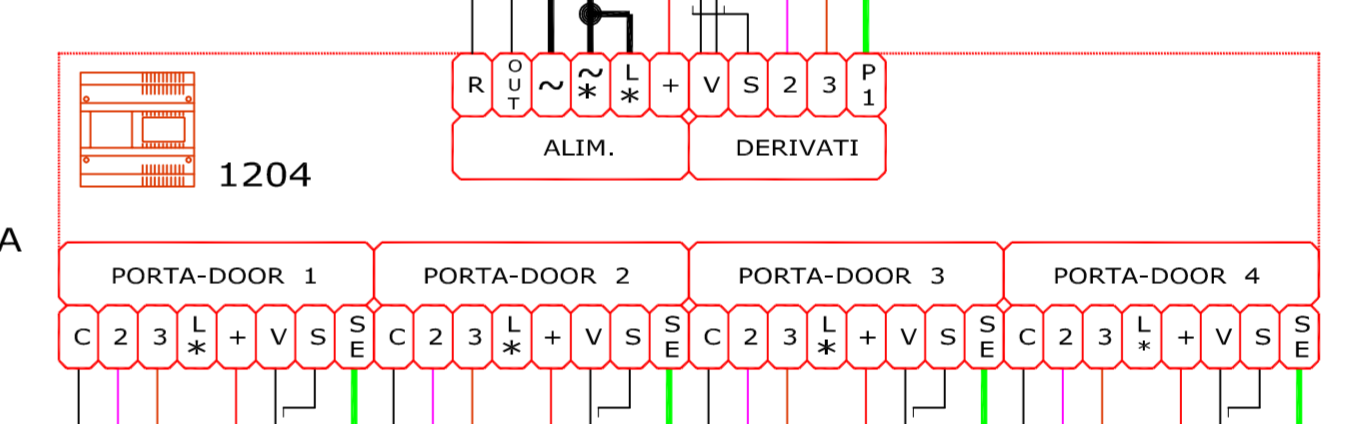 R OUT ~ ~* L* + V S 2 3 P1
ALIM. DERIVATI
1204
A
PORTA-DOOR 1 PORTA-DOOR 2 PORTA-DOOR 3 PORTA-DOOR 4
C 2 3 L* + V S SE C 2 3 L* + V S SE C 2 3 L* + V S SE C 2 3 L* + V S SE